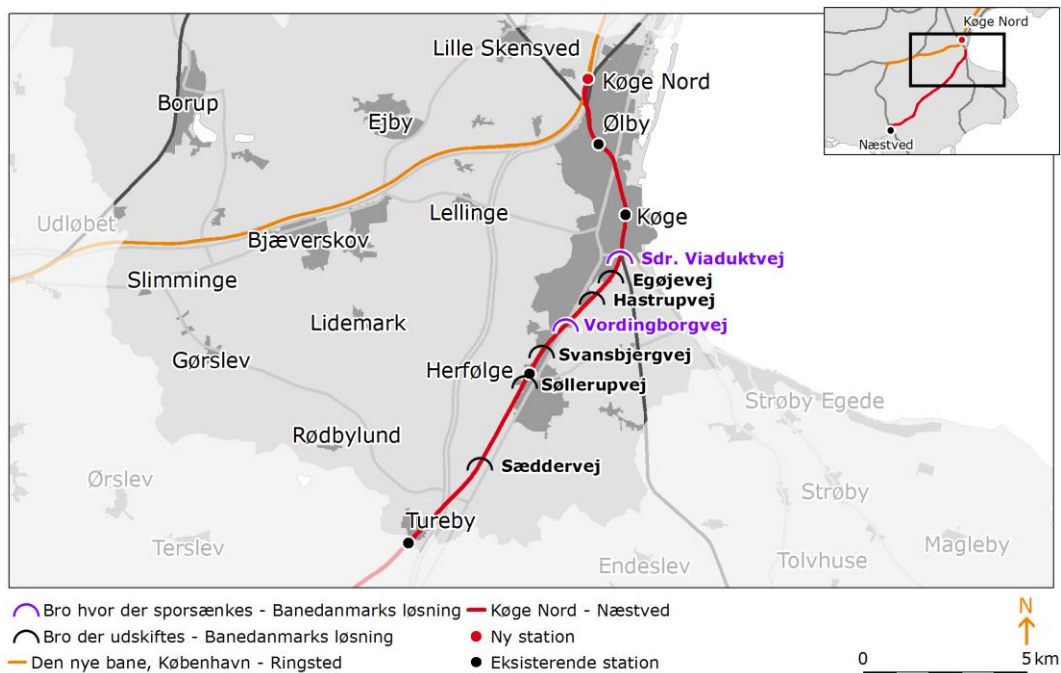 Køge Nord
Næstved
Lille Skensved
Køge Nord
Borup
Ejby
Ølby
Udløbet
Lellinge
Køge
Bjæverskov
Sdr. Viaduktvej
Slimminge
Egøjevej
Hastrupvej
Lidemark
Vordingborgvej
Gørslev
Svansbjergvej
Herfølge
Søllerupvej
Strøby Egede
Rødbylund
Sæddervej
Ørslev
Strøby
Tureby
Terslev
Magleby
Endeslev
Tolvhuse
Bro hvor der sporsænkes - Banedanmarks løsning
Køge Nord - Næstved
Bro der udskiftes - Banedanmarks løsning
Ny station
Den nye bane, København - Ringsted
Eksisterende station
N
0 5 km